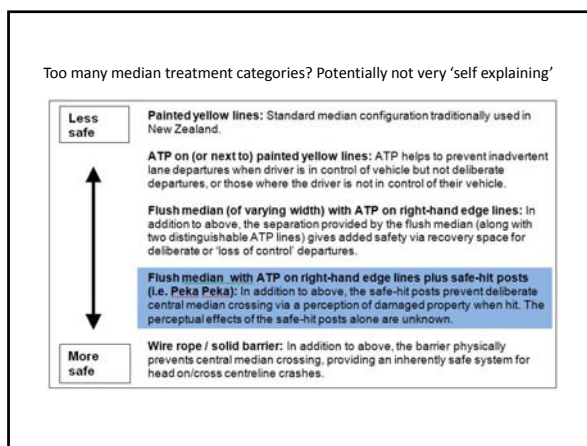 Too many median treatment categories? Potentially not very ‘self explaining’
Less
safe
Painted yellow lines: Standard median configuration traditionally used in
New Zealand.
ATP on (or next to) painted yellow lines: ATP helps to prevent inadvertent
lane departures when driver is in control of vehicle but not deliberate
departures, or those where the driver is not in control of their vehicle.
Flush median (of varying width) with ATP on right-hand edge lines: In
addition to above, the separation provided by the flush median (along with
two distinguishable ATP lines) gives added safety via recovery space for
deliberate or 'loss of control' departures.
Flush median with ATP on right-hand edge lines plus safe-hit posts
(i.e. Peka Peka): In addition to above, the safe-hit posts prevent deliberate
central median crossing via a perception of damaged property when hit. The
perceptual effects of the safe-hit posts alone are unknown.
More
safe
Wire rope / solid barrier: In addition to above, the barrier physically
prevents central median crossing, providing an inherently safe system for
head on/cross centreline crashes.